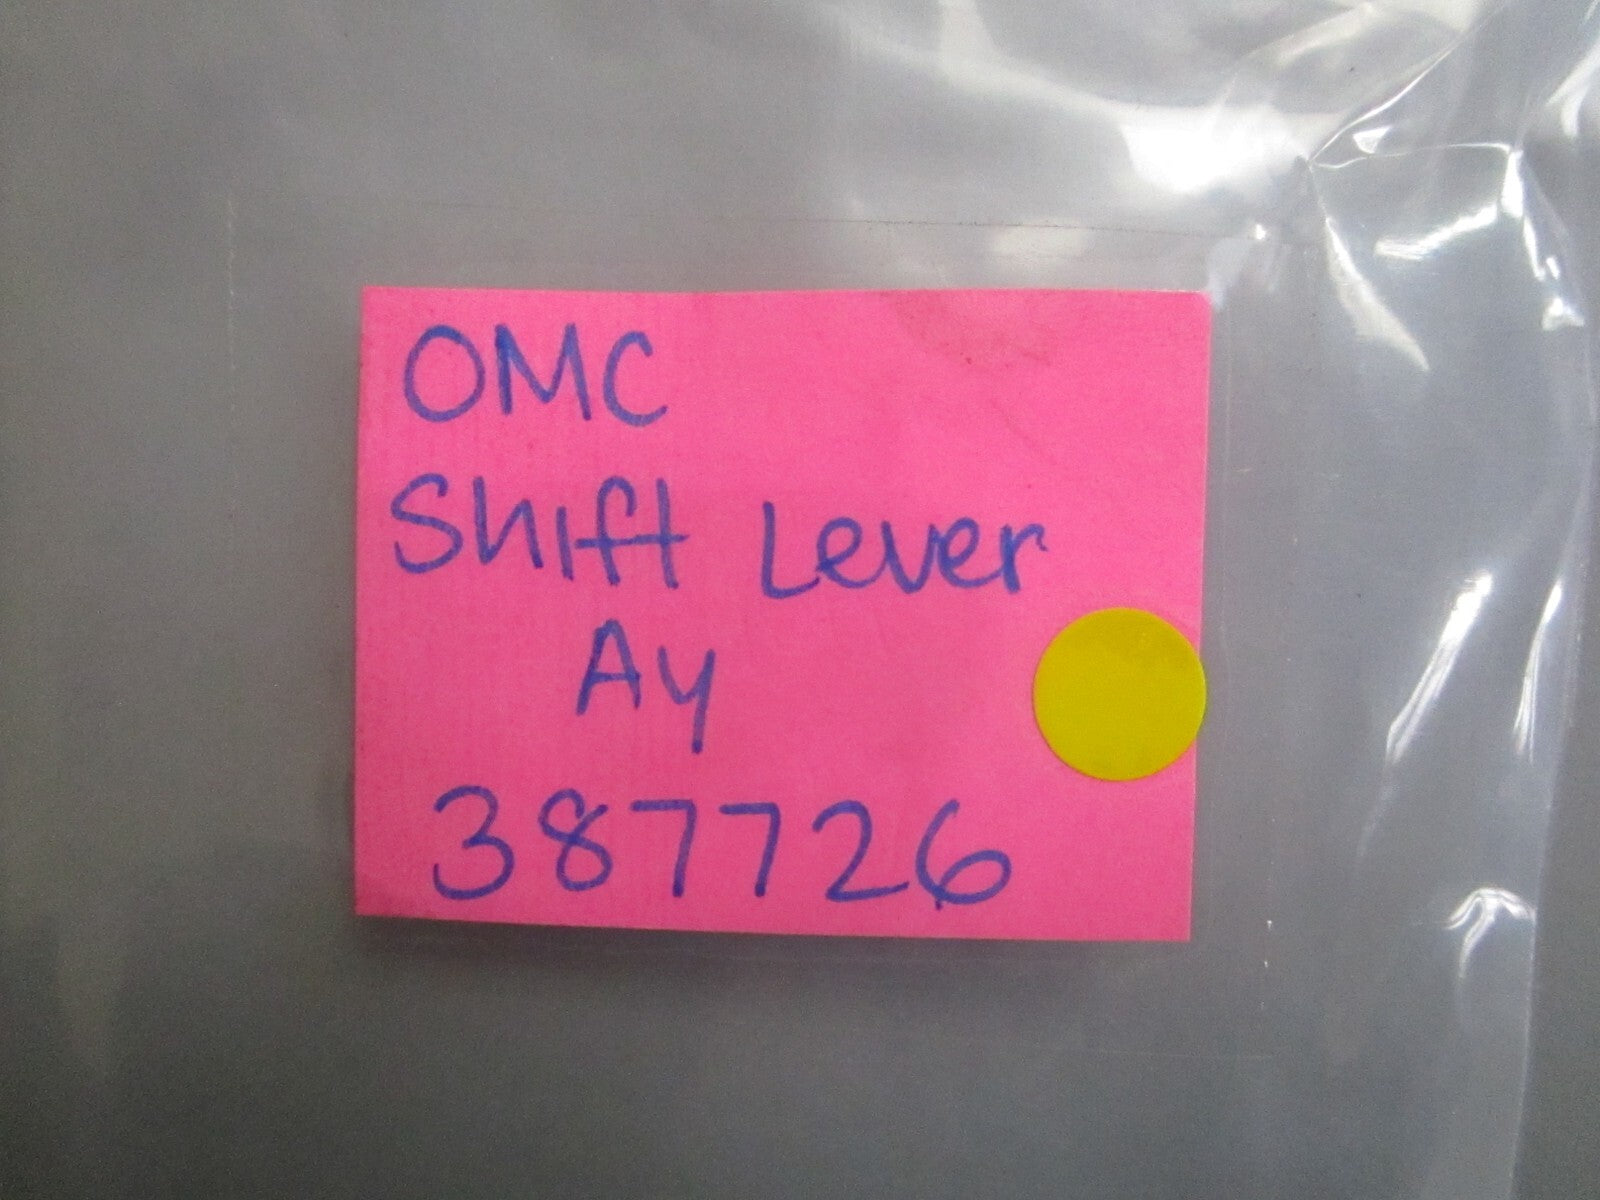 OMC
Shift Lever
Ay
387726